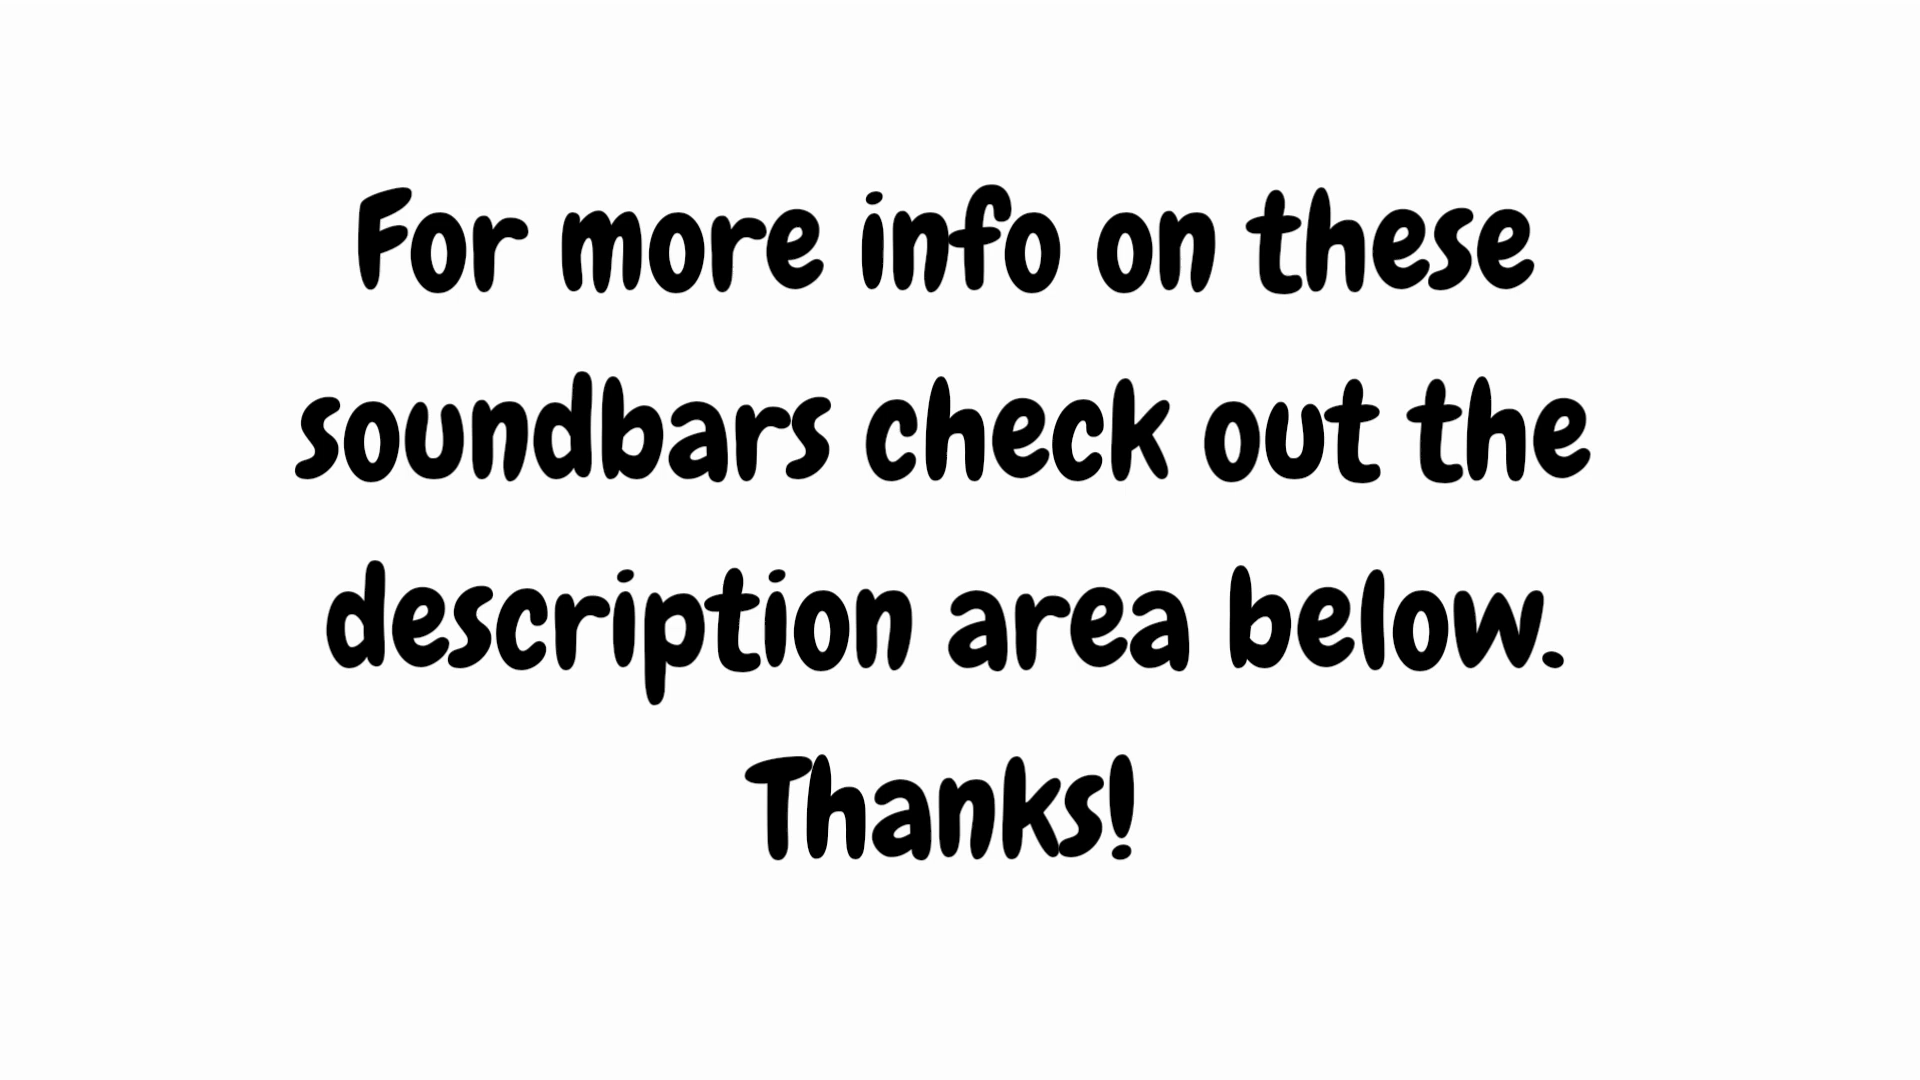 For more info on these
soundbars check out the
description area below.
Thanks!